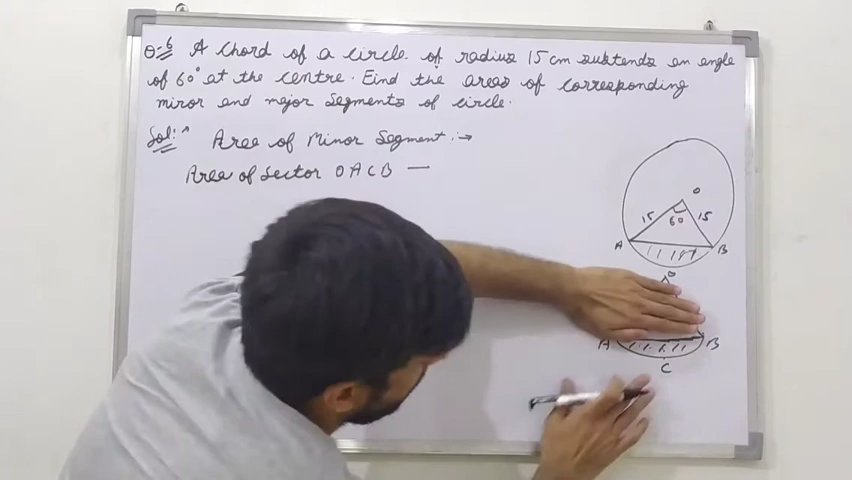 Q-6 A chord of a circle of radius 15 cm subtends an angle
of 60° at the centre. Find the areas of corresponding
minor and major segments of circle.
Sol:- Area of Minor Segment :→
Area of sector OACB —
O
15 60 15
A B
O
A B
C